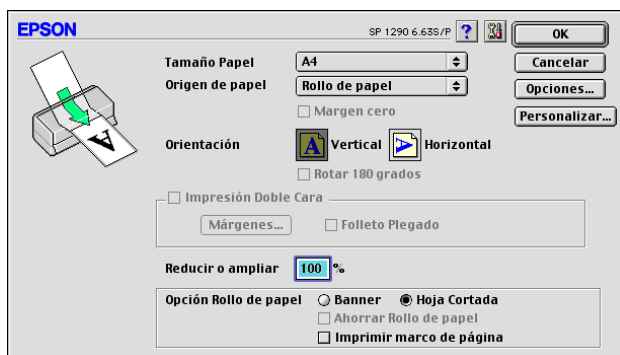 EPSON SP 1290 6.63S/P ? OK
Tamaño Papel A4 Cancelar
Origen de papel Rollo de papel Opciones...
Margen cero Personalizar...
Orientación A Vertical A Horizontal
Rotar 180 grados
Impresión Doble Cara
Márgenes... Folleto Plegado
Reducir o ampliar 100 %
Opción Rollo de papel Banner Hoja Cortada
Ahorrar Rollo de papel
Imprimir marco de página
A